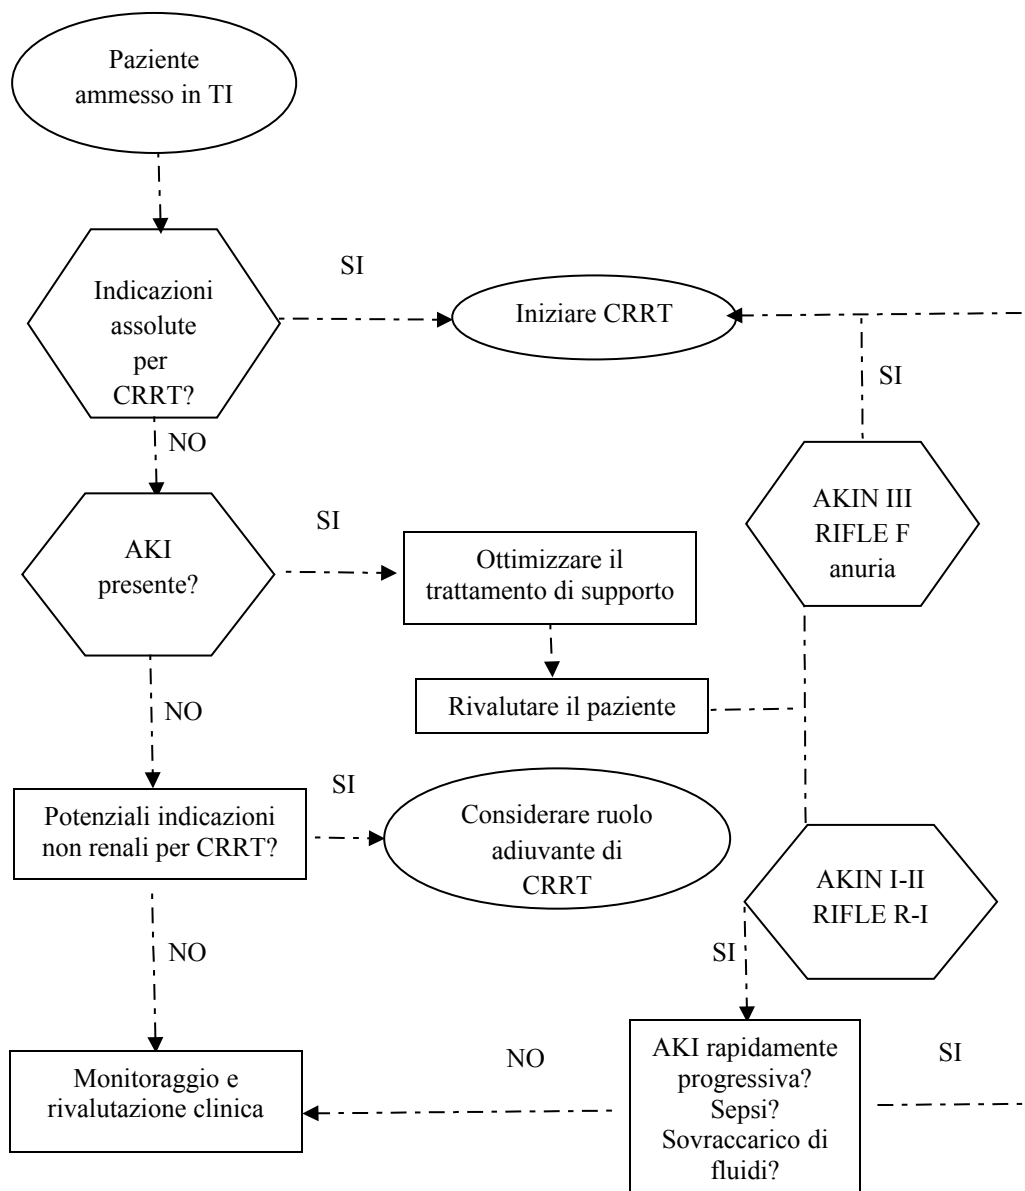 Paziente
ammesso in TI
SI
Indicazioni
assolute
per
CRRT?
Iniziare CRRT
SI
NO
AKIN III
RIFLE F
anuria
SI
AKI
presente?
Ottimizzare il
trattamento di supporto
Rivalutare il paziente
NO
SI
Potenziali indicazioni
non renali per CRRT?
Considerare ruolo
adiuvante di
CRRT
AKIN I-II
RIFLE R-I
NO
SI
AKI rapidamente
progressiva?
Sepsi?
Sovraccarico di
fluidi?
SI
NO
Monitoraggio e
rivalutazione clinica